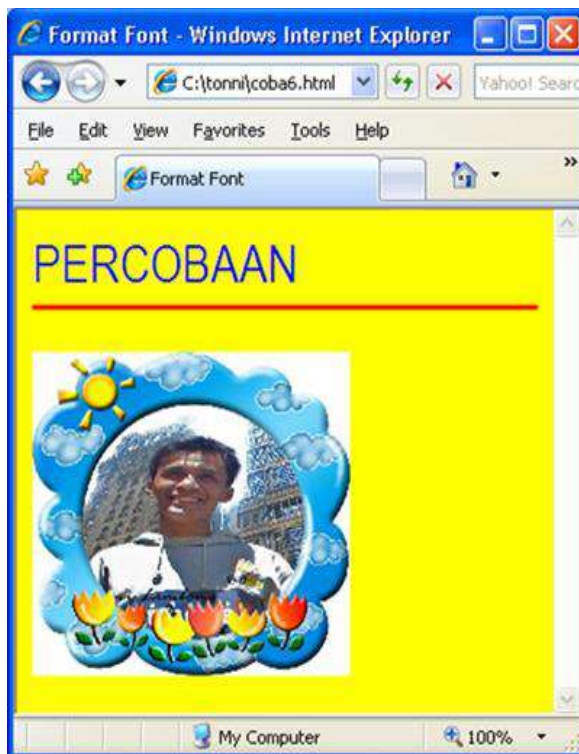 Format Font - Windows Internet Explorer
C:\tonni\coba6.html
Yahoo! Searc
File Edit View Favorites Tools Help
Format Font
»
PERCOBAAN
My Computer 100%